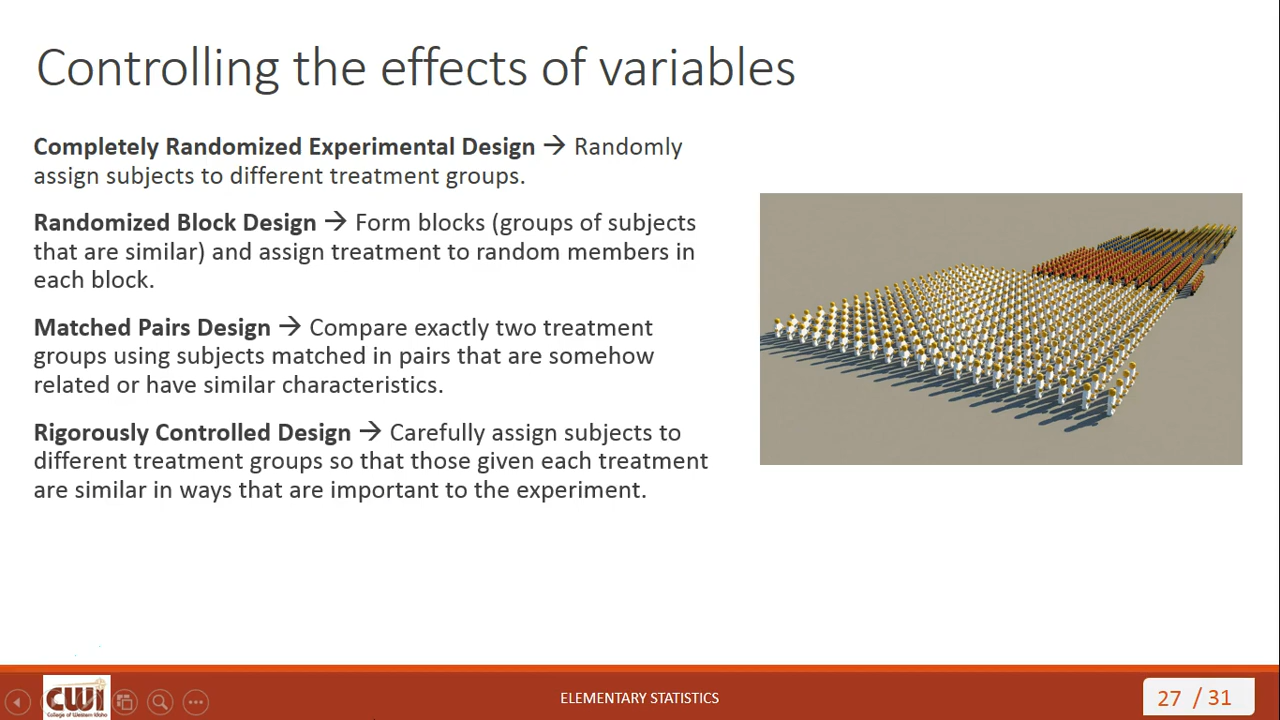 Controlling the effects of variables
Completely Randomized Experimental Design → Randomly
assign subjects to different treatment groups.
Randomized Block Design → Form blocks (groups of subjects
that are similar) and assign treatment to random members in
each block.
Matched Pairs Design → Compare exactly two treatment
groups using subjects matched in pairs that are somehow
related or have similar characteristics.
Rigorously Controlled Design → Carefully assign subjects to
different treatment groups so that those given each treatment
are similar in ways that are important to the experiment.
CWI
College of Western Idaho
ELEMENTARY STATISTICS
27 / 31